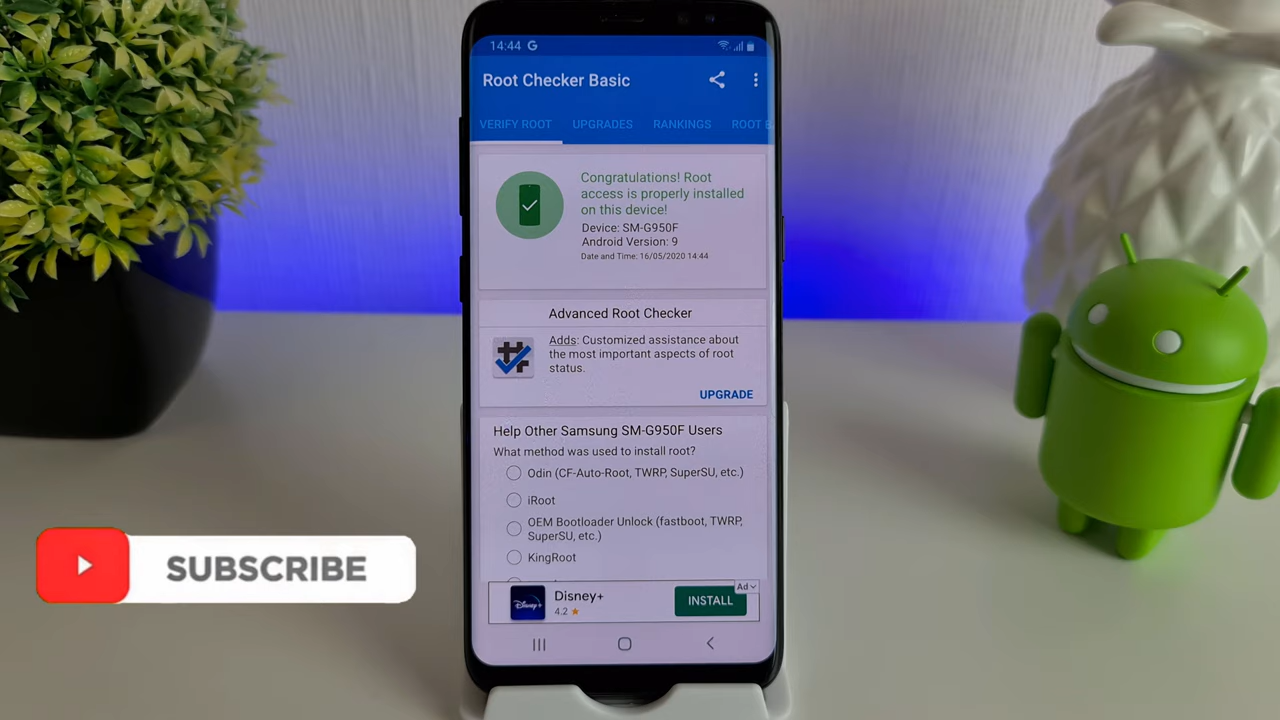 14:44 G
Root Checker Basic
VERIFY ROOT UPGRADES RANKINGS ROOT B
Congratulations! Root
access is properly installed
on this device!
Device: SM-G950F
Android Version: 9
Date and Time: 16/05/2020 14:44
Advanced Root Checker
Adds: Customized assistance about
the most important aspects of root
status.
UPGRADE
Help Other Samsung SM-G950F Users
What method was used to install root?
Odin (CF-Auto-Root, TWRP, SuperSU, etc.)
iRoot
OEM Bootloader Unlock (fastboot, TWRP,
SuperSU, etc.)
KingRoot
Ad
Disney+
Disney+
4.2
INSTALL
SUBSCRIBE